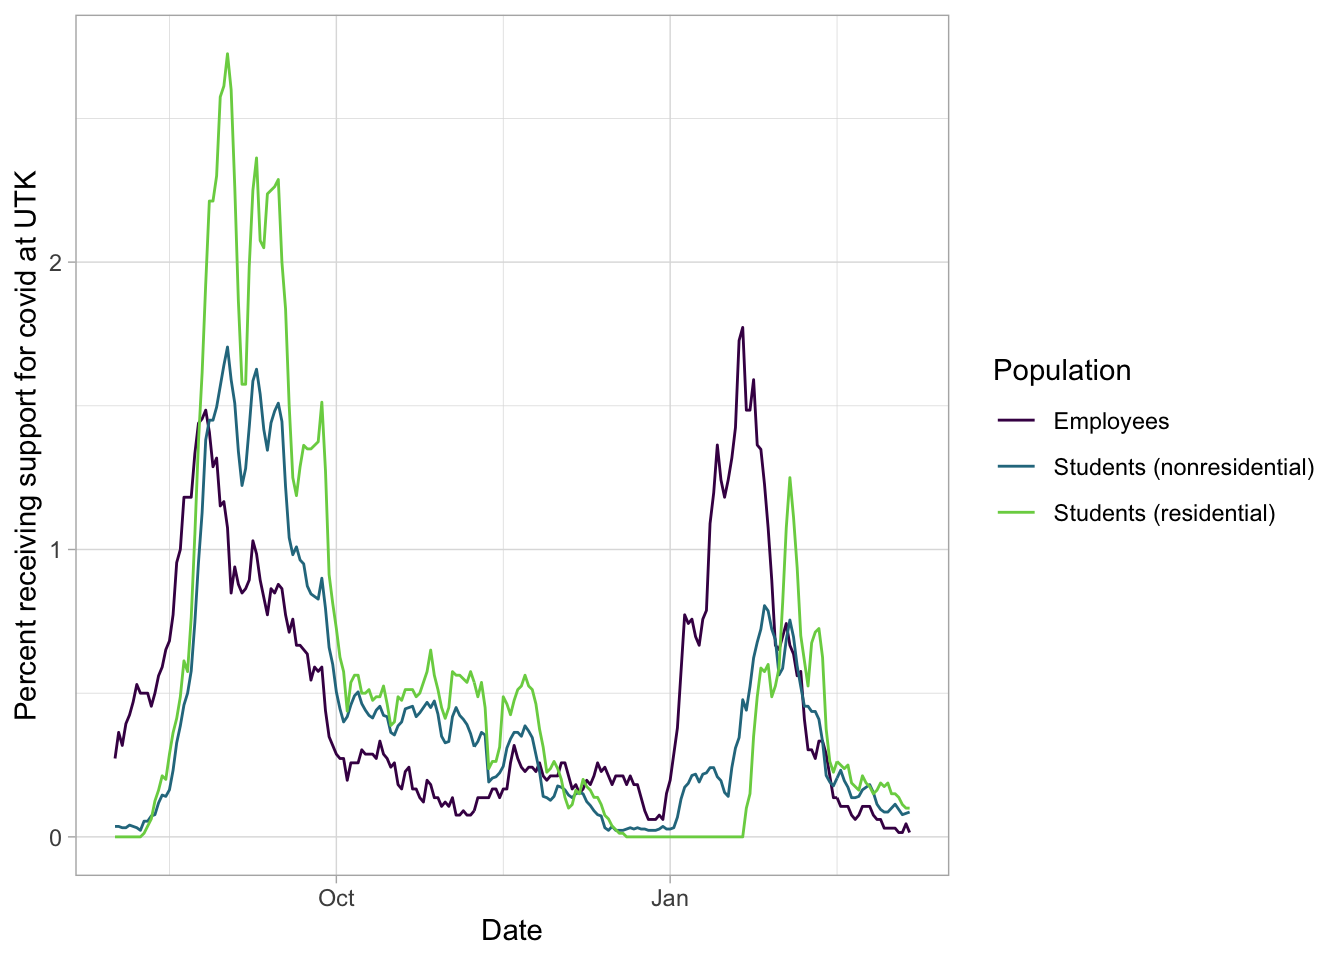 Percent receiving support for covid at UTK
2
1
0
Oct
Jan
Date
Population
Employees
Students (nonresidential)
Students (residential)